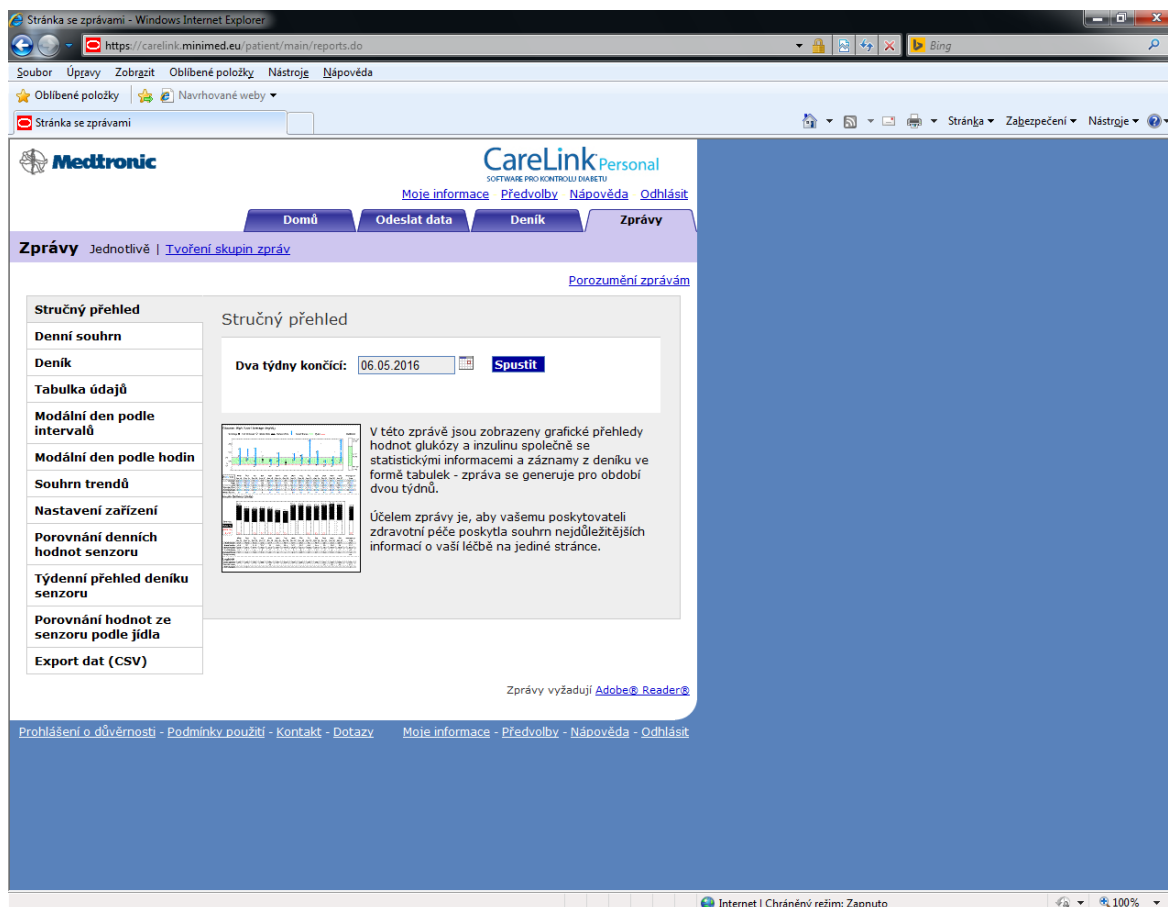 Stránka se zprávami - Windows Internet Explorer
https://carelink.minimed.eu/patient/main/reports.do
Bing
Soubor Úpravy Zobrazit Oblíbené položky Nástroje Nápověda
Oblíbené položky Navrhované weby
Stránka se zprávami
Stránka Zabezpečení Nástroje
Medtronic
CareLink Personal
SOFTWARE PRO KONTROLU DIABETU
Moje informace Předvolby Nápověda Odhlásit
Domů Odeslat data Deník Zprávy
Zprávy Jednotlivě | Tvoření skupin zpráv
Porozumění zprávám
Stručný přehled
Denní souhrn
Deník
Tabulka údajů
Modální den podle
intervalů
Modální den podle hodin
Souhrn trendů
Nastavení zařízení
Porovnání denních
hodnot senzoru
Týdenní přehled deníku
senzoru
Porovnání hodnot ze
senzoru podle jídla
Export dat (CSV)
Stručný přehled
Dva týdny končící: 06.05.2016 Spustit
V této zprávě jsou zobrazeny grafické přehledy
hodnot glukózy a inzulinu společně se
statistickými informacemi a záznamy z deníku ve
formě tabulek - zpráva se generuje pro období
dvou týdnů.
Účelem zprávy je, aby vašemu poskytovateli
zdravotní péče poskytla souhrn nejdůležitějších
informací o vaší léčbě na jediné stránce.
Zprávy vyžadují Adobe® Reader®
Prohlášení o důvěrnosti - Podmínky použití - Kontakt - Dotazy Moje informace - Předvolby - Nápověda - Odhlásit
Internet | Chráněný režim: Zapnuto
100%